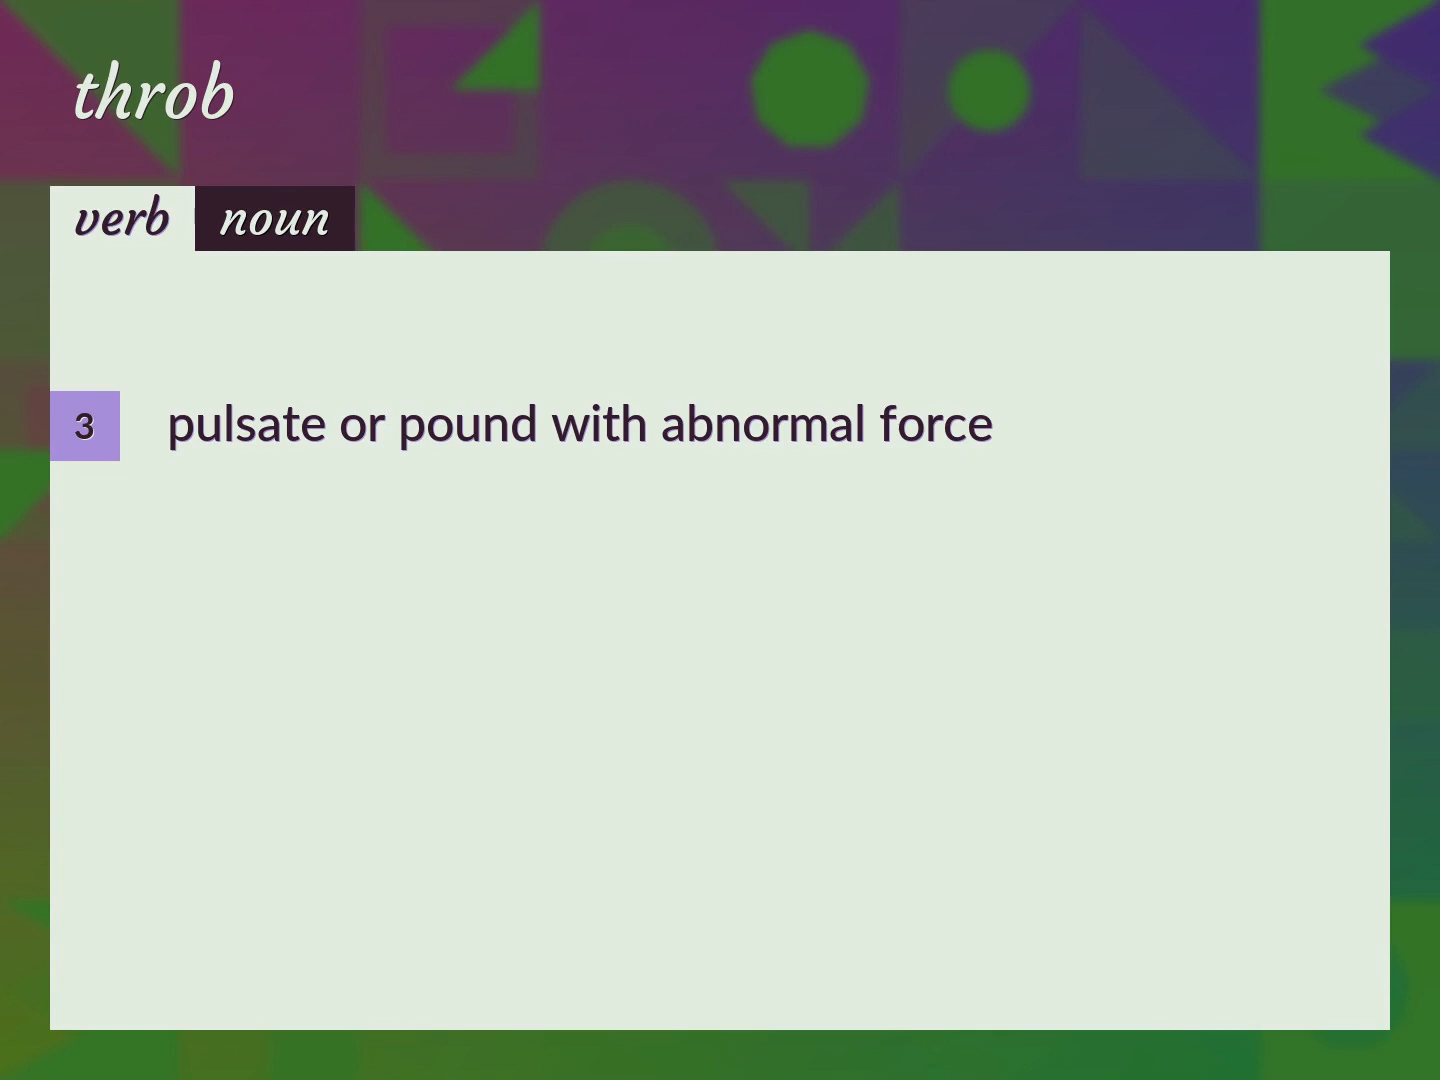 throb
verb noun
3 pulsate or pound with abnormal force